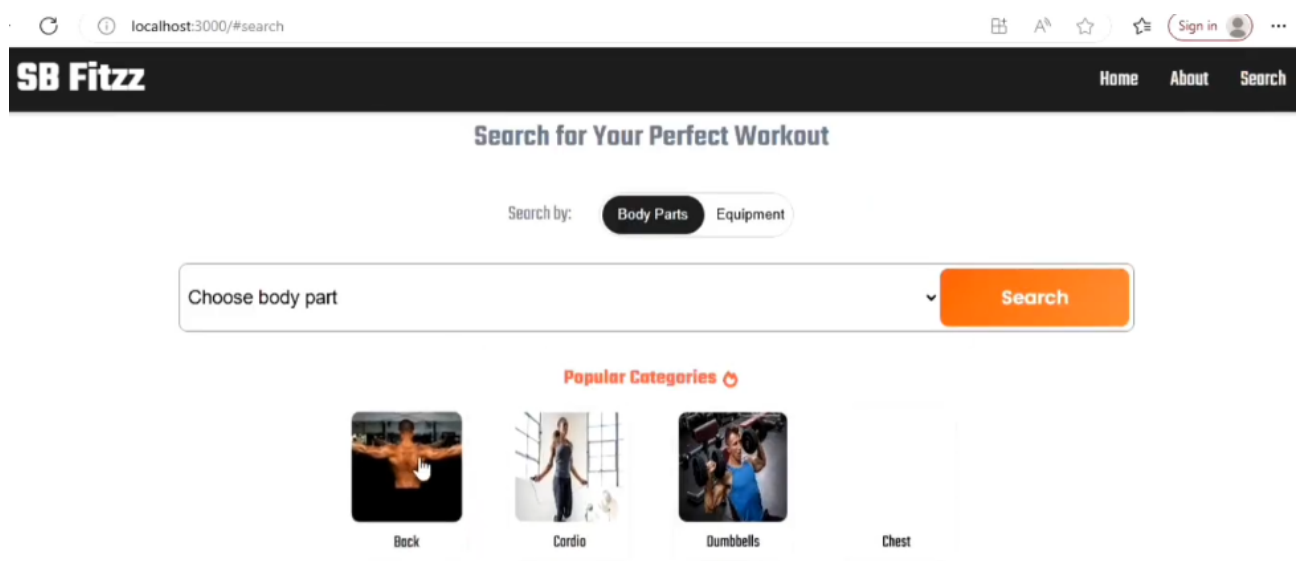 localhost:3000/#search
Sign in
SB Fitzz
Home About Search
Search for Your Perfect Workout
Search by: Body Parts Equipment
Choose body part Search
Popular Categories
Back Cardio Dumbbells Chest